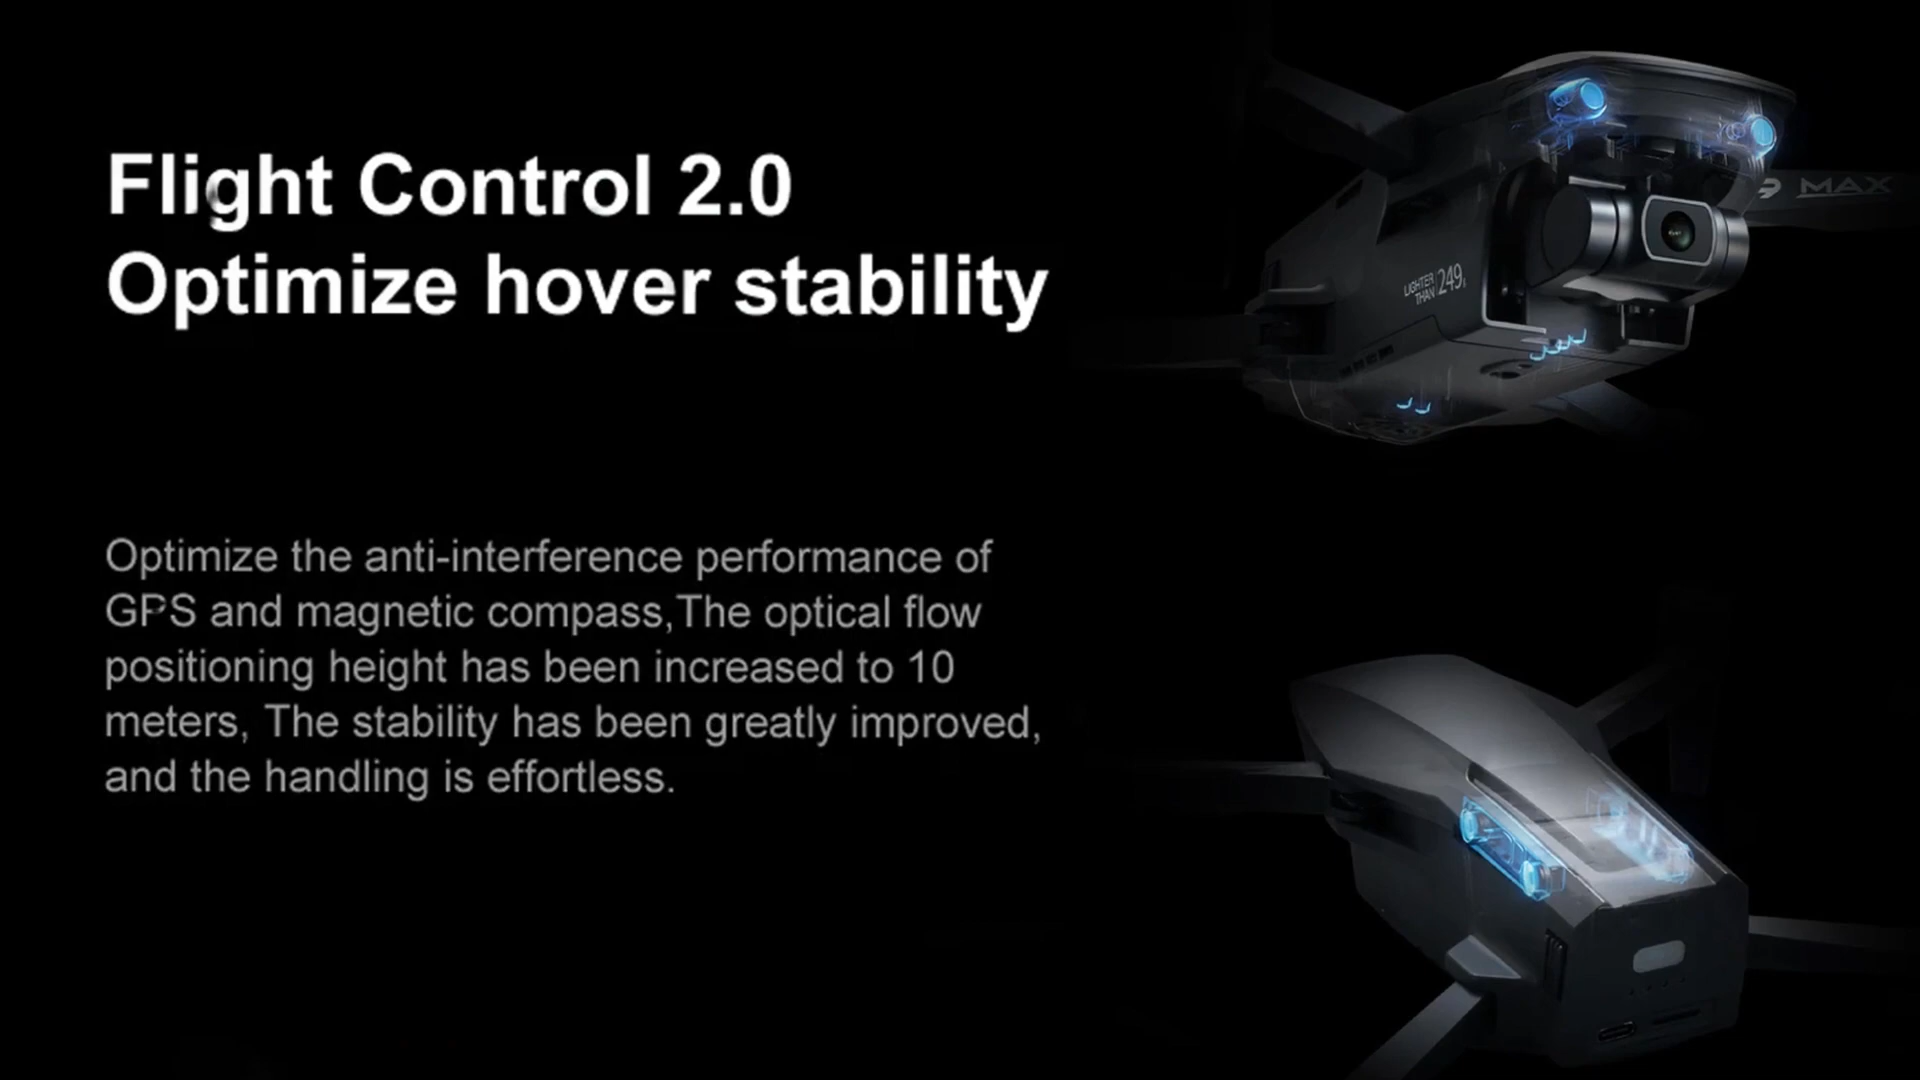 Flight Control 2.0
Optimize hover stability
Optimize the anti-interference performance of
GPS and magnetic compass,The optical flow
positioning height has been increased to 10
meters, The stability has been greatly improved,
and the handling is effortless.
MAX
LIGHTER
THAN 249g